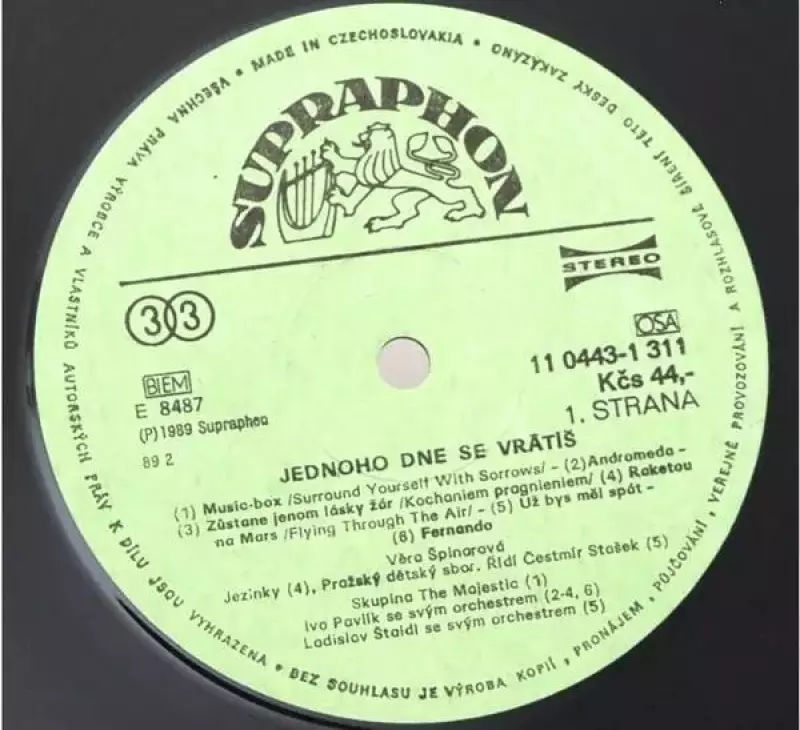 VŠECHNA PRÁVA VÝROBCE A VLASTNÍKŮ AUTORSKÝCH PRÁV K DÍLU JSOU VYHRAZENA • BEZ SOUHLASU JE VÝROBA KOPIÍ, PRONÁJEM, PŮJČOVÁNÍ, VEŘEJNÉ PROVOZOVÁNÍ A ROZHLASOVÉ ŠÍŘENÍ TÉTO DESKY ZAKÁZÁNO • MADE IN CZECHOSLOVAKIA •
SUPRAPHON
STEREO
33
OSA
11 0443-1 311
Kčs 44,-
1. STRANA
BIEM
E 8487
(P)1989 Supraphon
89 2
JEDNOHO DNE SE VRÁTÍŠ
(1) Music-box /Surround Yourself With Sorrows/ - (2) Andromeda -
(3) Zůstane jenom lásky žár /Kochaniem pragnieniem/ (4) Raketou
na Mars /Flying Through The Air/ - (5) Už bys měl spát -
(6) Fernando
Věra Špinarová
Jezinky (4), Pražský dětský sbor. Řídí Čestmír Stašek (5)
Skupina The Majestic (1)
Ivo Pavlík se svým orchestrem (2-4, 6)
Ladislav Štaidl se svým orchestrem (5)